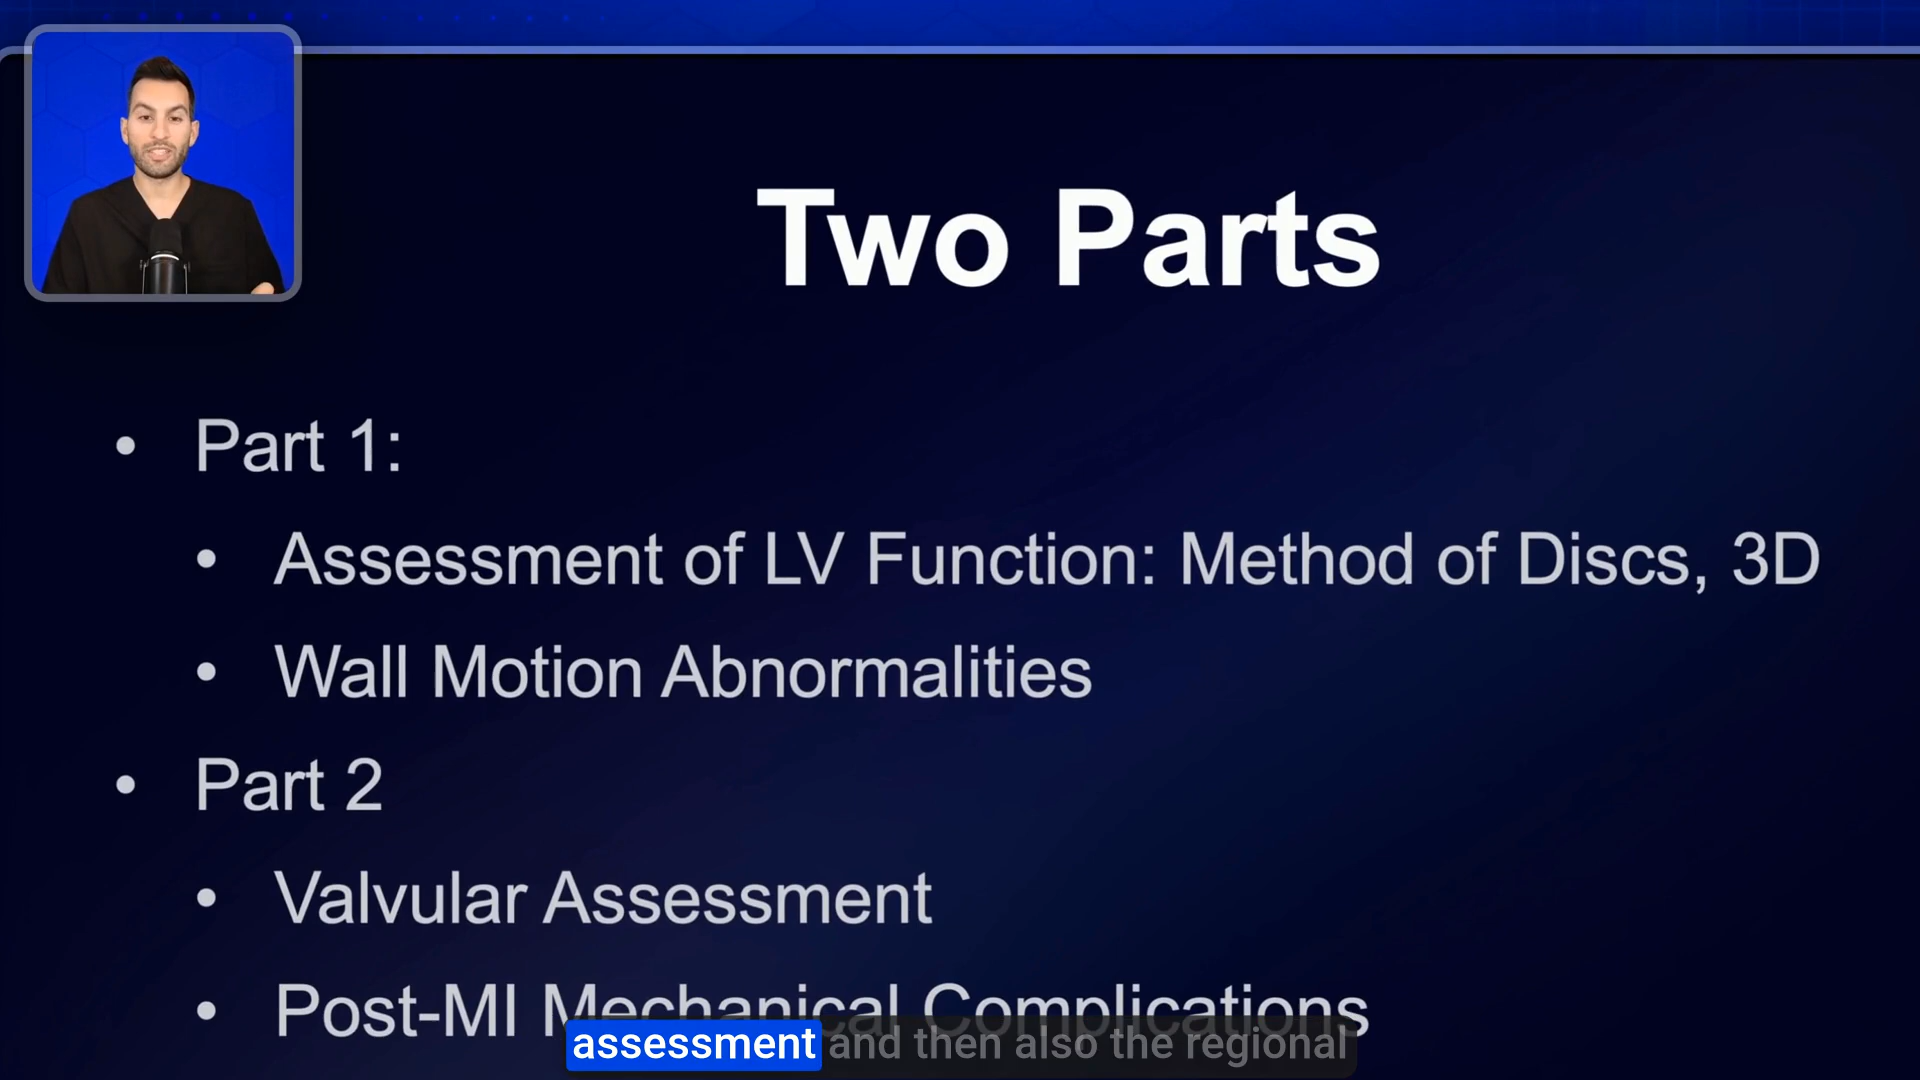 Two Parts
• Part 1:
• Assessment of LV Function: Method of Discs, 3D
• Wall Motion Abnormalities
• Part 2
• Valvular Assessment
• Post-MI Mechanical Complications
assessment and then also the regional